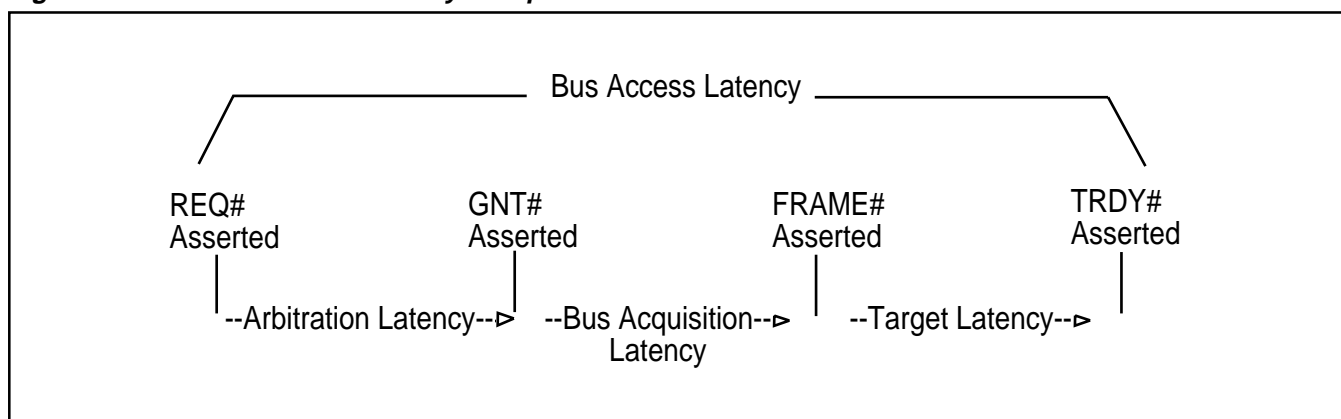 Bus Access Latency
REQ# Asserted
GNT# Asserted
FRAME# Asserted
TRDY# Asserted
--Arbitration Latency--
--Bus Acquisition-- Latency
--Target Latency--